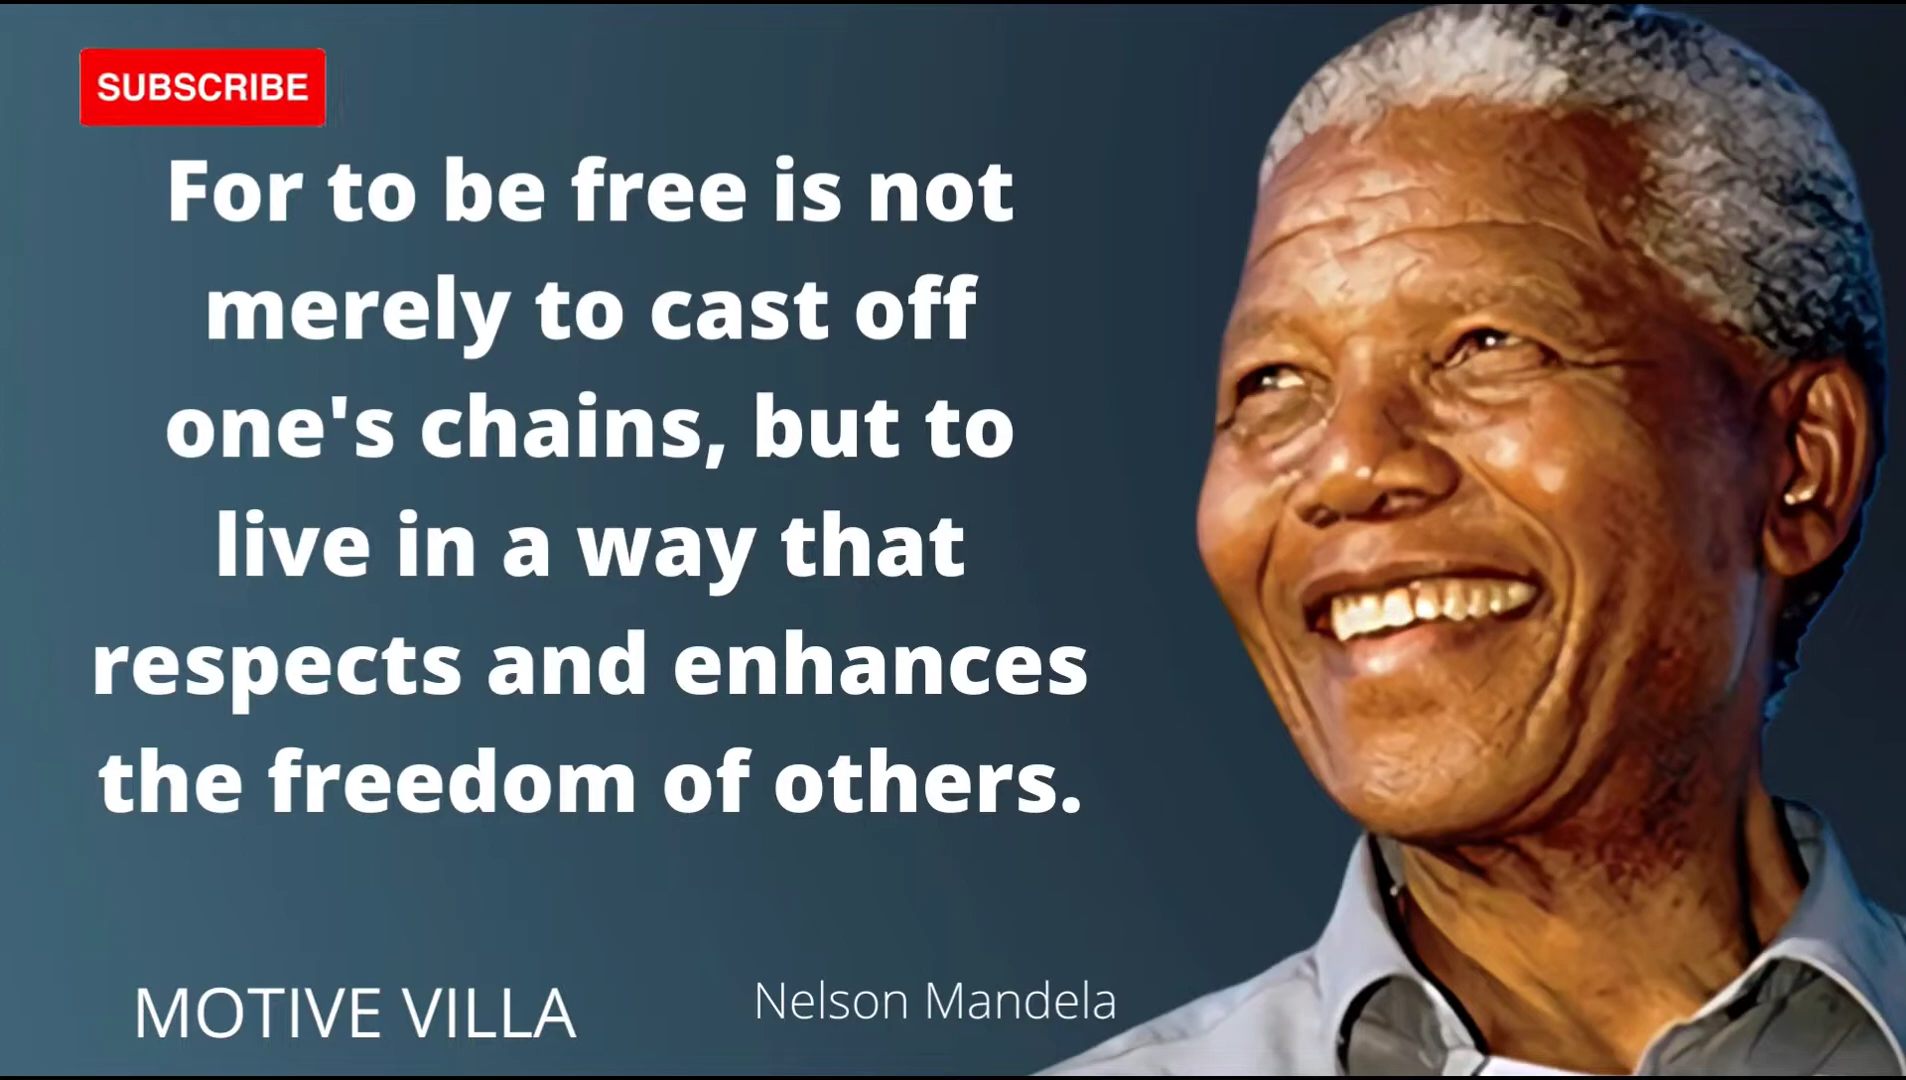 SUBSCRIBE
For to be free is not
merely to cast off
one's chains, but to
live in a way that
respects and enhances
the freedom of others.
MOTIVE VILLA
Nelson Mandela